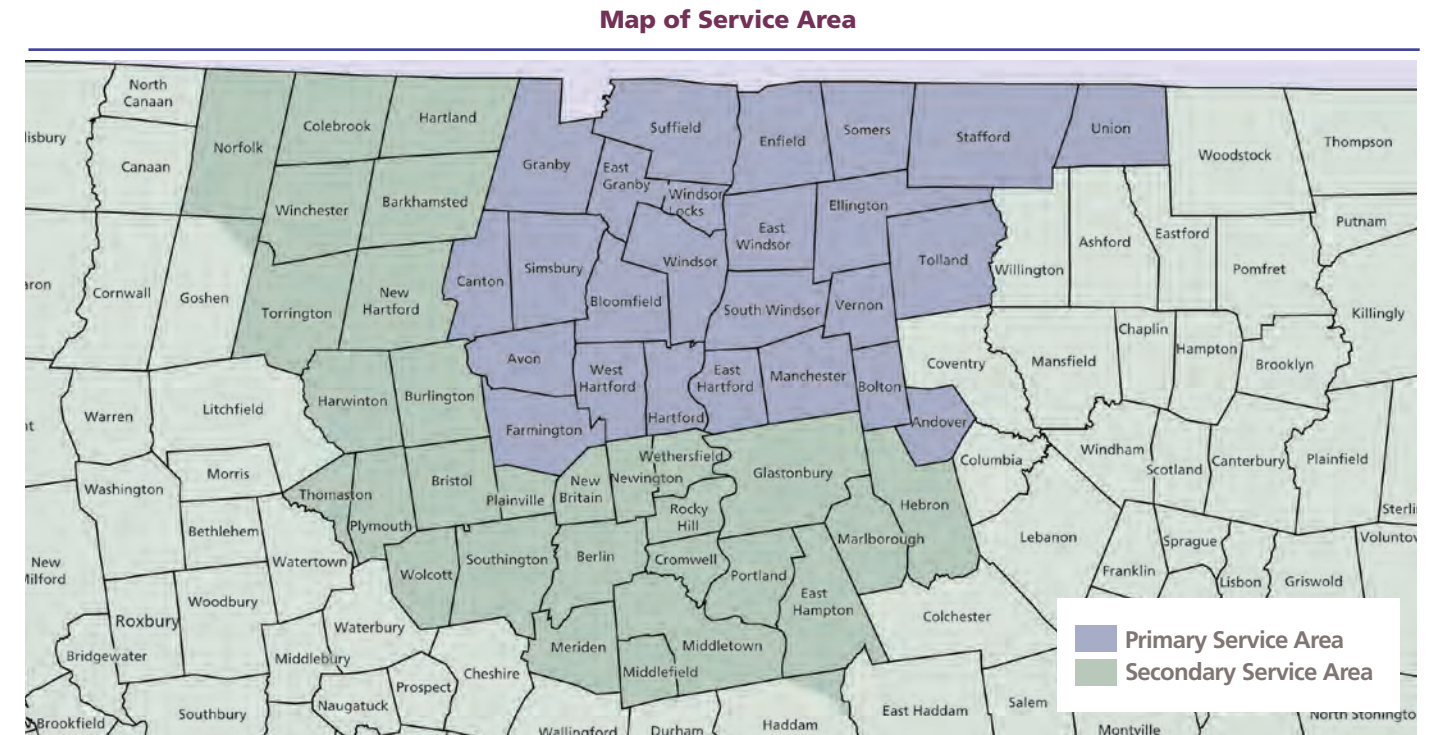 Map of Service Area
North
Canaan
lisbury
Canaan
Norfolk
Colebrook
Hartland
Granby
Suffield
East
Granby
Windsor
Locks
Enfield
Somers
Stafford
Union
Woodstock
Thompson
Putnam
Winchester
Barkhamsted
Ellington
East
Windsor
Windsor
Tolland
Willington
Ashford
Eastford
Pomfret
aron
Cornwall
Goshen
Torrington
New
Hartford
Canton
Simsbury
Bloomfield
South Windsor
Vernon
Killingly
Chaplin
Hampton
Brooklyn
Mansfield
Coventry
Avon
West
Hartford
Hartford
East
Hartford
Manchester
Bolton
Andover
nt
Warren
Litchfield
Harwinton
Burlington
Farmington
Wethersfield
Glastonbury
Columbia
Windham
Scotland
Canterbury
Plainfield
Sterli
Washington
Morris
Thomaston
Bristol
Plainville
New
Britain
Newington
Rocky
Hill
Hebron
Marlborough
Bethlehem
Plymouth
Lebanon
Sprague
Voluntov
New
Milford
Watertown
Wolcott
Southington
Berlin
Cromwell
Portland
East
Hampton
Franklin
Lisbon
Griswold
Roxbury
Woodbury
Waterbury
Colchester
Bridgewater
Middlebury
Cheshire
Meriden
Middletown
Middlefield
Prospect
Naugatuck
Brookfield
Southbury
Wallingford
Durham
Haddam
East Haddam
Salem
Montville
North Stonington
Primary Service Area
Secondary Service Area